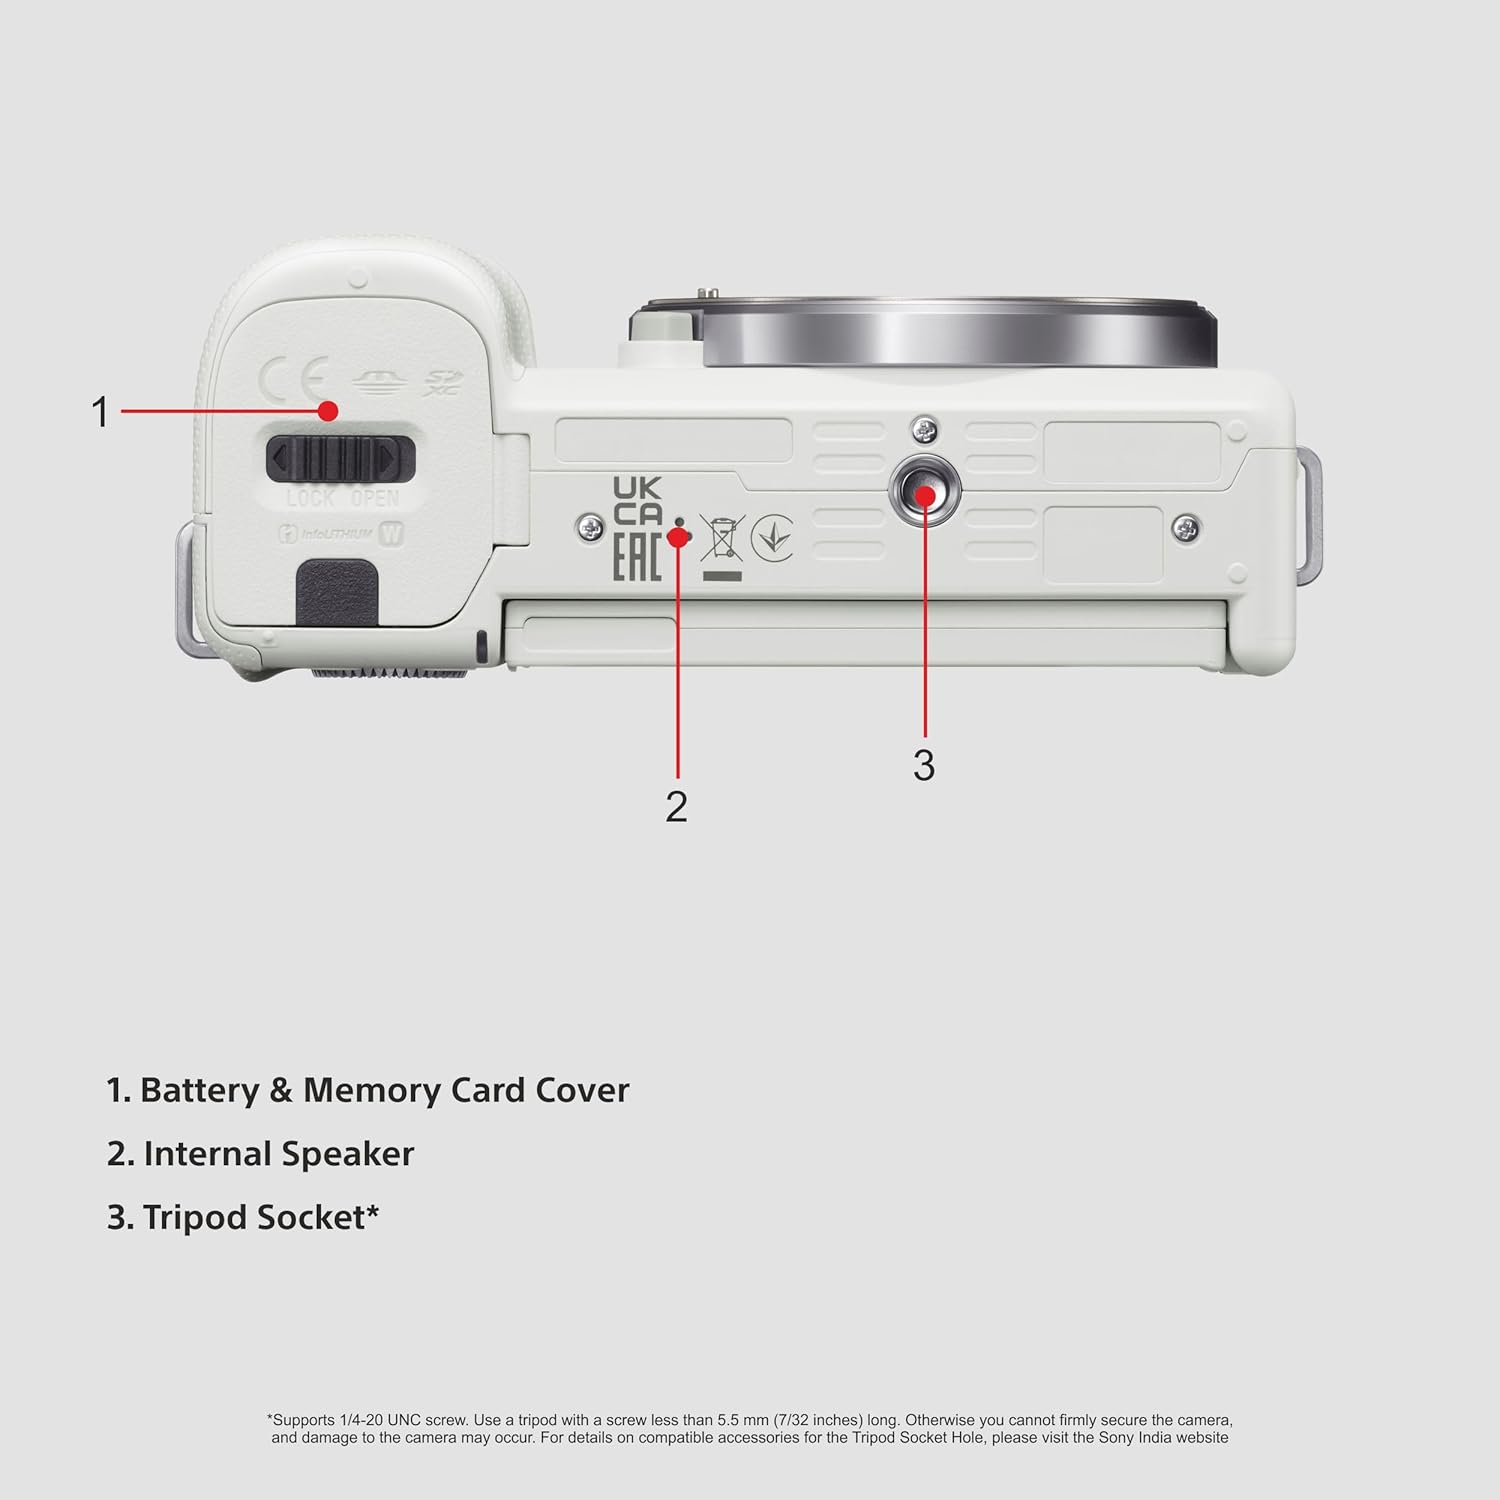 CE
SD
XC
1
LOCK OPEN
InfoLITHIUM W
UK
CA
EAC
3
2
1. Battery & Memory Card Cover
2. Internal Speaker
3. Tripod Socket*
*Supports 1/4-20 UNC screw. Use a tripod with a screw less than 5.5 mm (7/32 inches) long. Otherwise you cannot firmly secure the camera,
and damage to the camera may occur. For details on compatible accessories for the Tripod Socket Hole, please visit the Sony India website